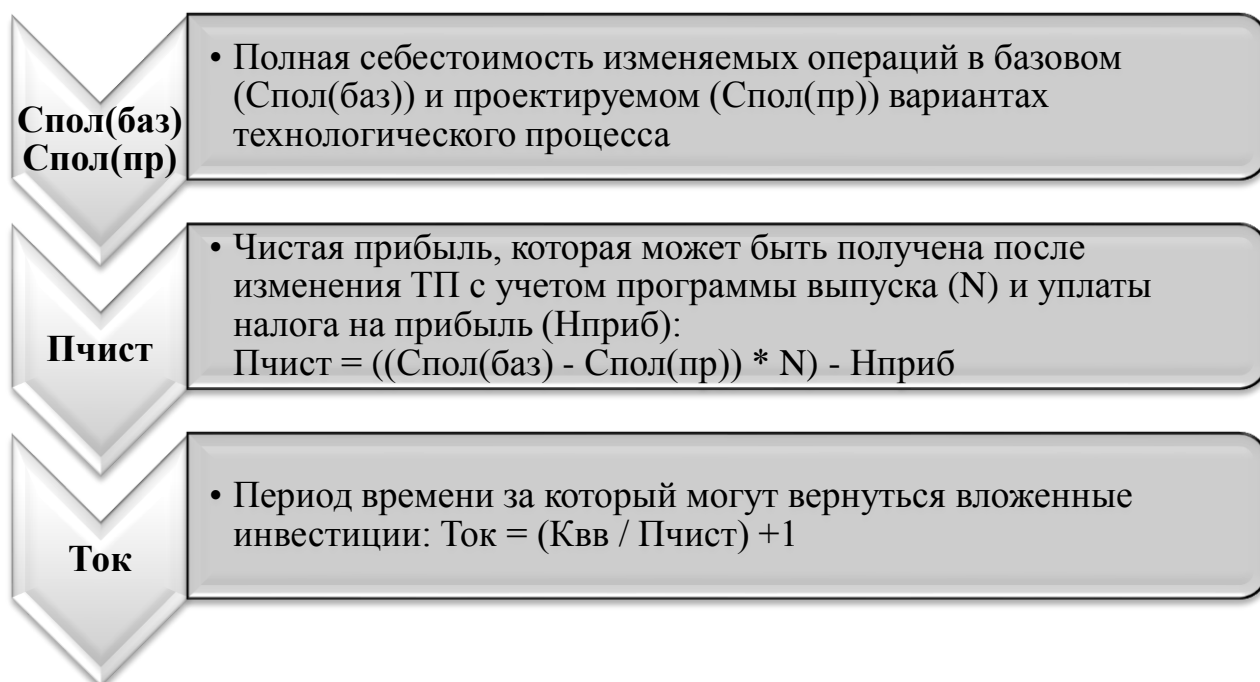 Спол(баз)
Спол(пр)
• Полная себестоимость изменяемых операций в базовом
(Спол(баз)) и проектируемом (Спол(пр)) вариантах
технологического процесса
Пчист
• Чистая прибыль, которая может быть получена после
изменения ТП с учетом программы выпуска (N) и уплаты
налога на прибыль (Нприб):
Пчист = ((Спол(баз) - Спол(пр)) * N) - Нприб
Ток
• Период времени за который могут вернуться вложенные
инвестиции: Ток = (Квв / Пчист) +1